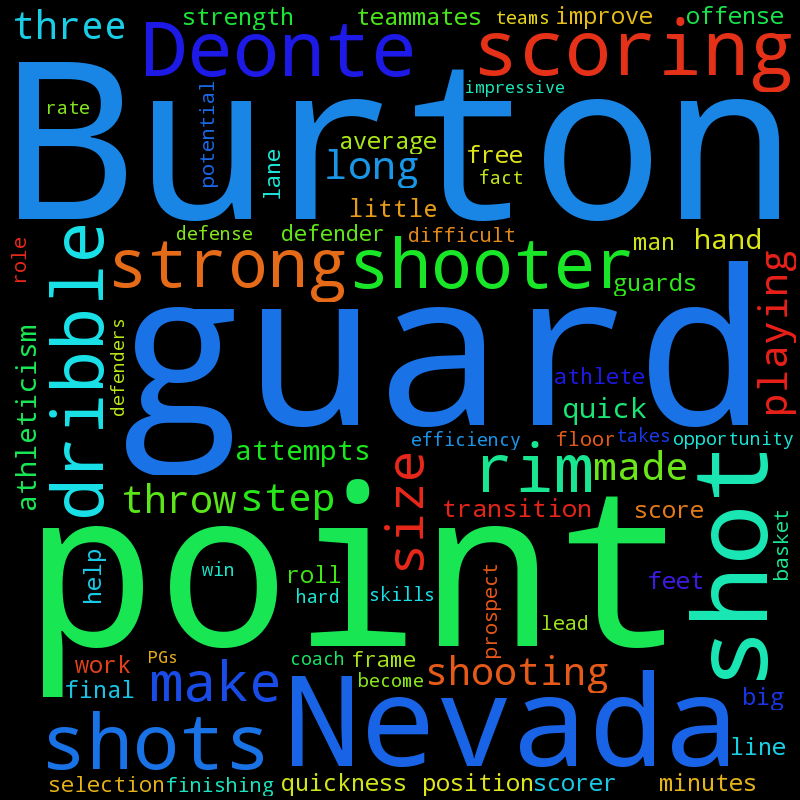 three strength teammates teams improve offense
Deonte scoring
Burton
rate potential impressive
average lane long free fact
little
role dribble defense defender difficult man hand
strong shooter guards playing
guard
athleticism defenders athlete
quick
attempts efficiency floor takes opportunity
size rim made shot
throw step transition score basket
point
help win roll hard skills prospect feet
lead
work PGs coach frame
final make become shooting
Nevada big
shots line
selection finishing quickness position scorer minutes